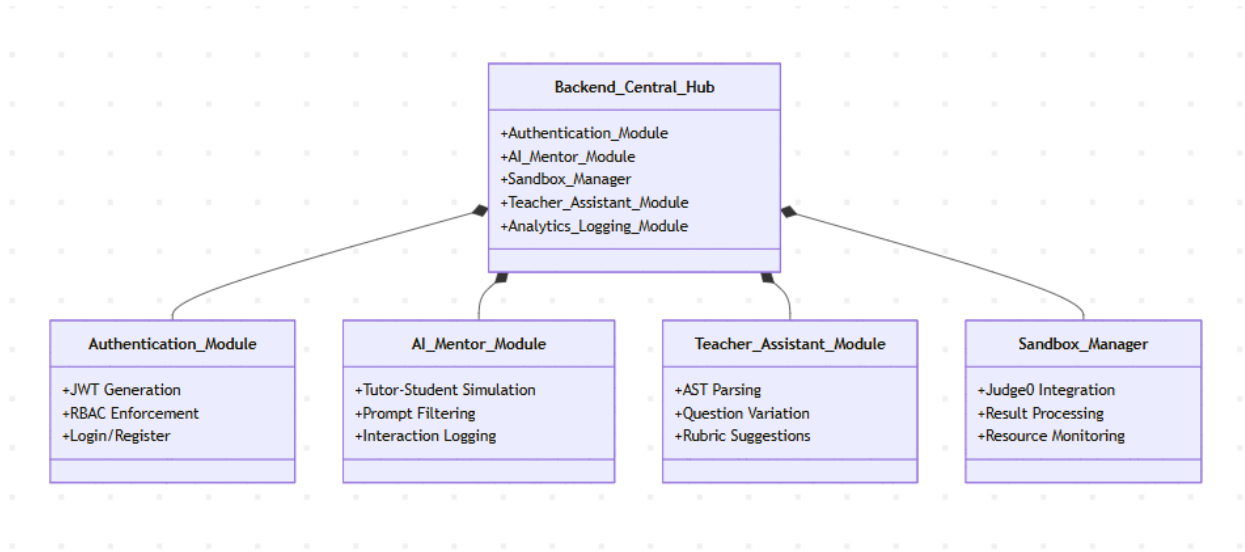 Backend_Central_Hub
+Authentication_Module
+AI_Mentor_Module
+Sandbox_Manager
+Teacher_Assistant_Module
+Analytics_Logging_Module
Authentication_Module
+JWT Generation
+RBAC Enforcement
+Login/Register
AI_Mentor_Module
+Tutor-Student Simulation
+Prompt Filtering
+Interaction Logging
Teacher_Assistant_Module
+AST Parsing
+Question Variation
+Rubric Suggestions
Sandbox_Manager
+Judge0 Integration
+Result Processing
+Resource Monitoring